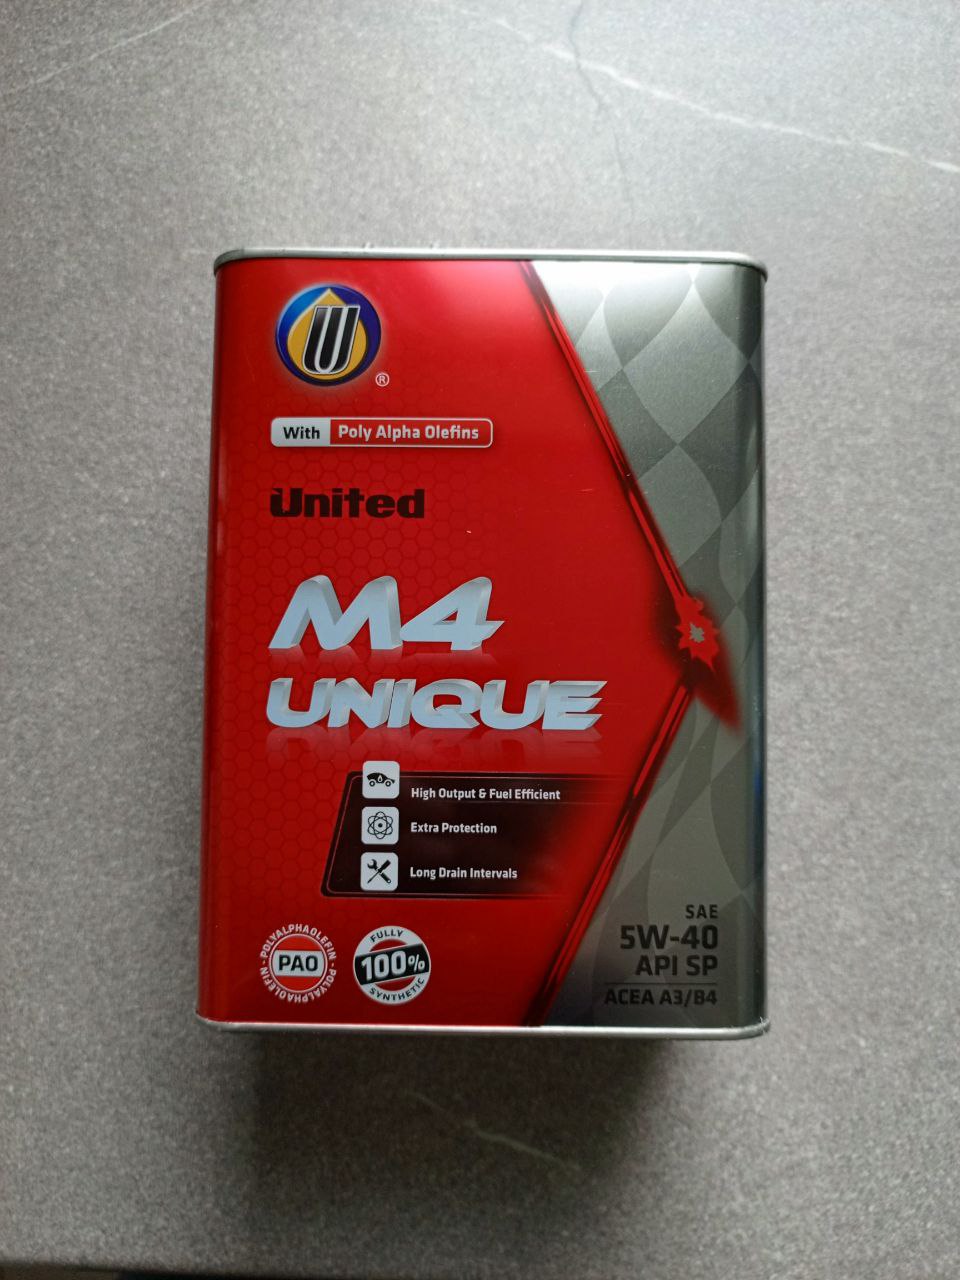 U
®
With Poly Alpha Olefins
United
M4
UNIQUE
High Output & Fuel Efficient
Extra Protection
Long Drain Intervals
POLYALPHAOLEFIN - POLYALPHAOLEFIN -
PAO
FULLY
100%
SYNTHETIC
SAE
5W-40
API SP
ACEA A3/B4